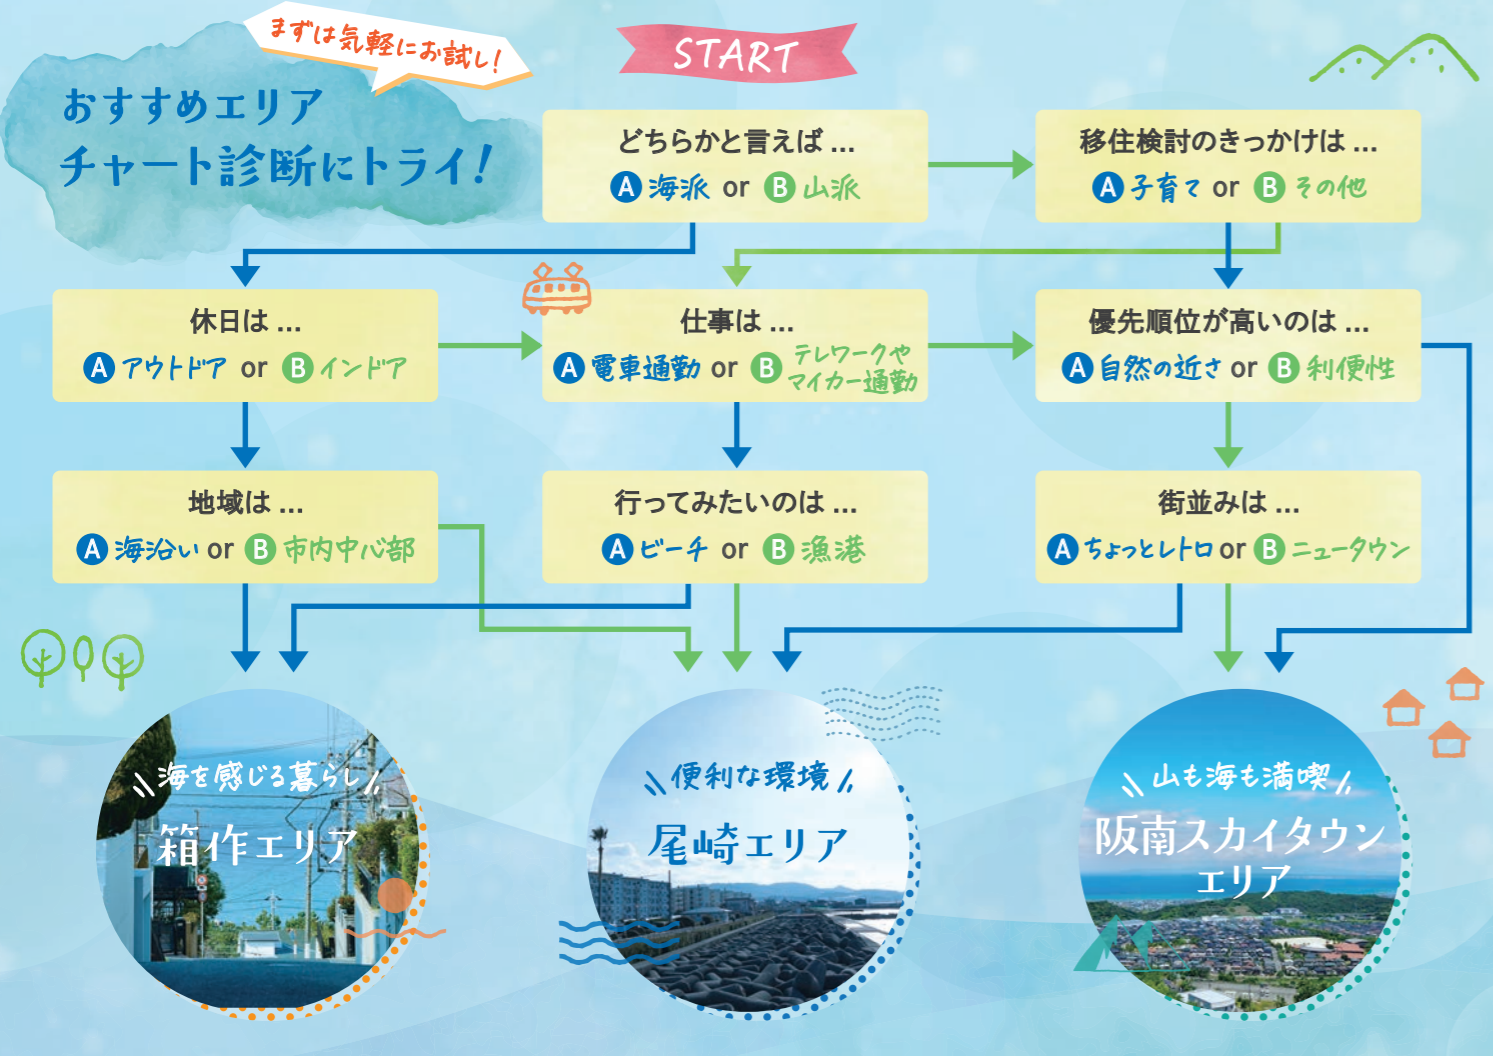 まずは気軽にお試し!
おすすめエリア
チャート診断にトライ!
START
どちらかと言えば ...
A 海派 or B 山派
移住検討のきっかけは ...
A 子育て or B その他
休日は ...
A アウトドア or B インドア
仕事は ...
A 電車通勤 or B テレワークや
マイカー通勤
優先順位が高いのは ...
A 自然の近さ or B 利便性
地域は ...
A 海沿い or B 市内中心部
行ってみたいのは ...
A ビーチ or B 漁港
街並みは ...
A ちょっとレトロ or B ニュータウン
海を感じる暮らし
箱作エリア
便利な環境
尾崎エリア
山も海も満喫
阪南スカイタウン
エリア